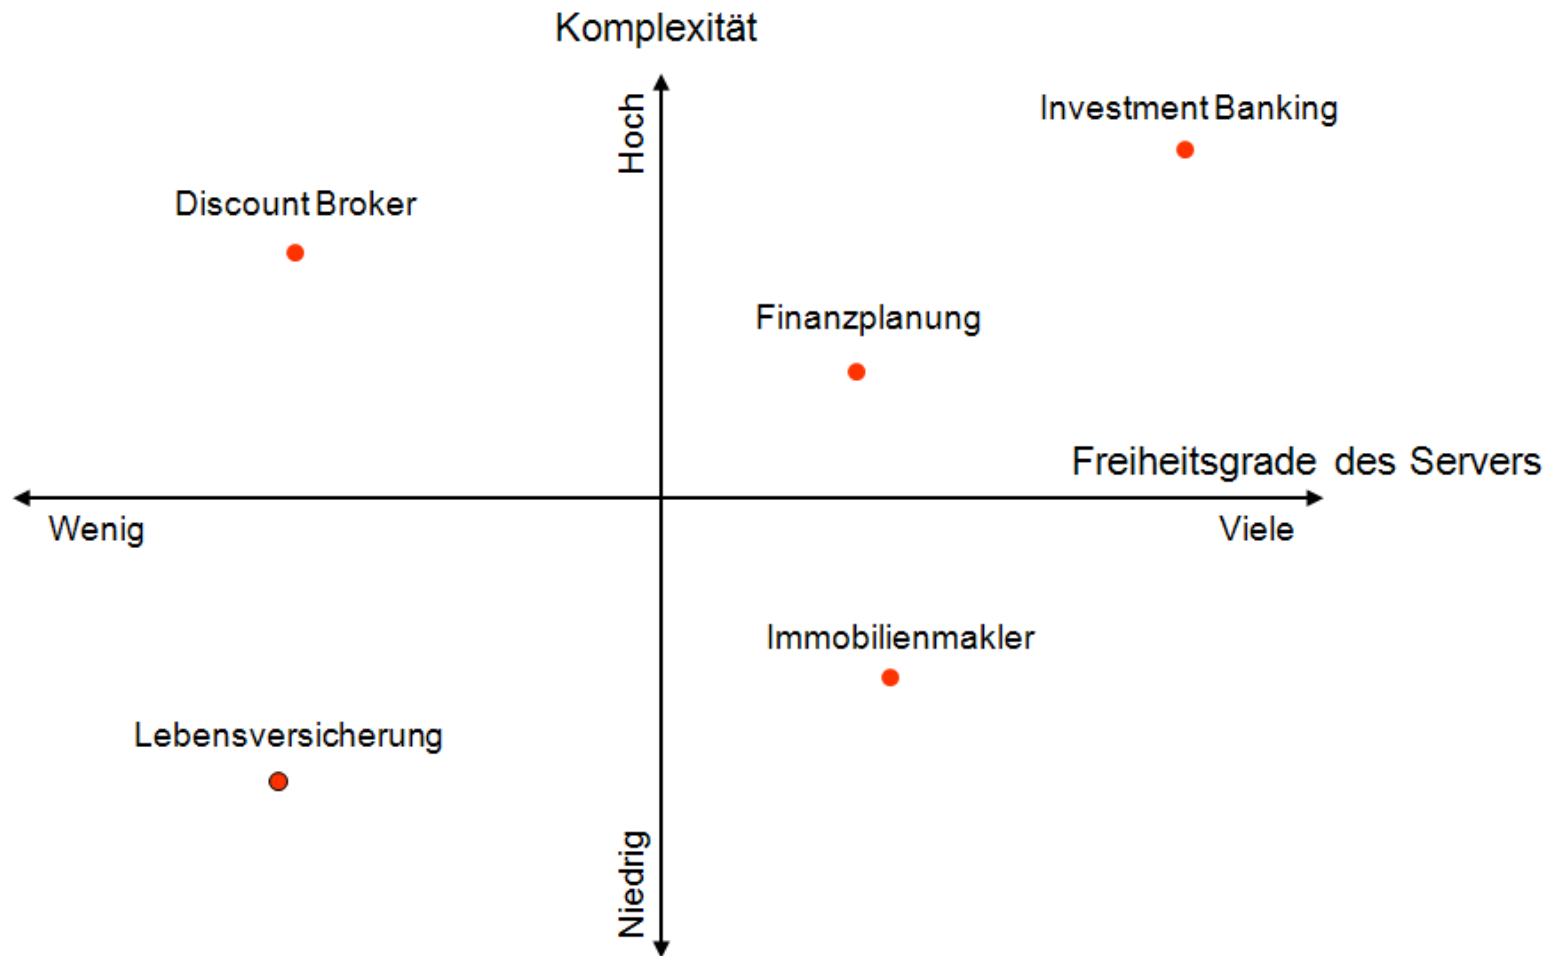 Komplexität
Hoch
Investment Banking
Discount Broker
Finanzplanung
Freiheitsgrade des Servers
Wenig
Viele
Immobilienmakler
Lebensversicherung
Niedrig